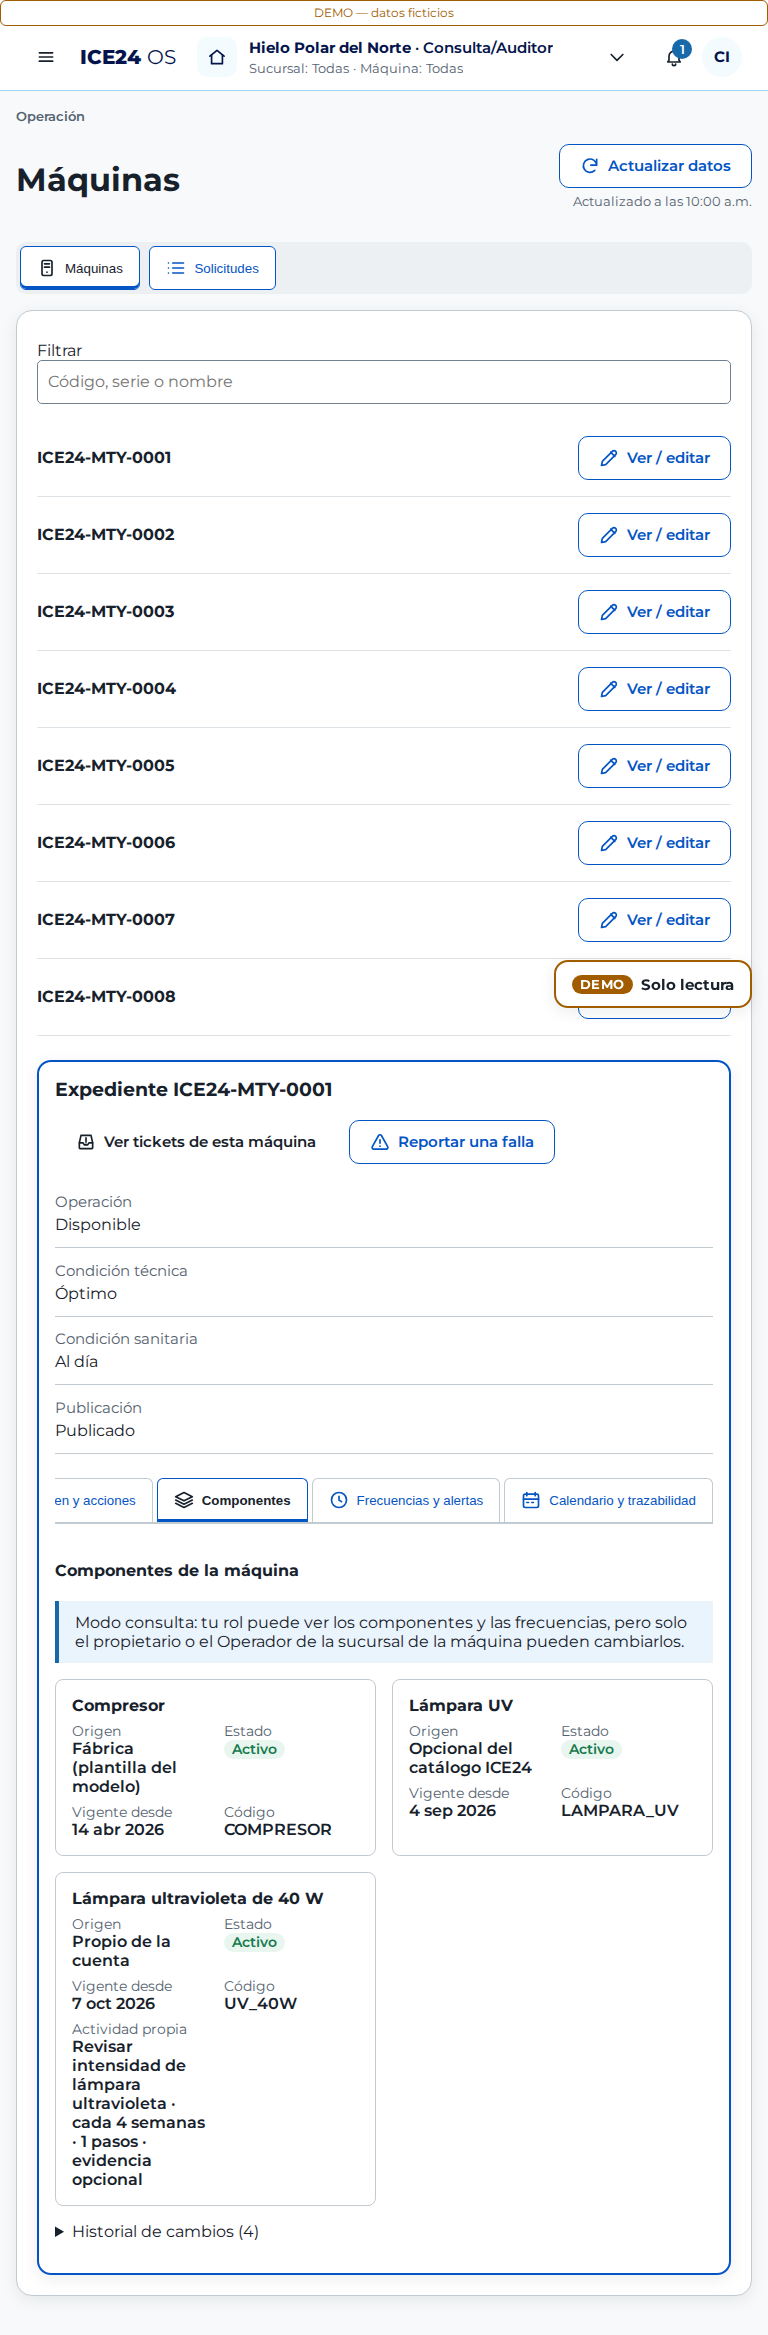 DEMO — datos ficticios
ICE24 OS
Hielo Polar del Norte · Consulta/Auditor
Sucursal: Todas · Máquina: Todas
1
CI
Operación
Máquinas
Actualizar datos
Actualizado a las 10:00 a.m.
Máquinas
Solicitudes
Filtrar
Código, serie o nombre
ICE24-MTY-0001
Ver / editar
ICE24-MTY-0002
Ver / editar
ICE24-MTY-0003
Ver / editar
ICE24-MTY-0004
Ver / editar
ICE24-MTY-0005
Ver / editar
ICE24-MTY-0006
Ver / editar
ICE24-MTY-0007
Ver / editar
ICE24-MTY-0008
DEMO Solo lectura
Expediente ICE24-MTY-0001
Ver tickets de esta máquina
Reportar una falla
Operación
Disponible
Condición técnica
Óptimo
Condición sanitaria
Al día
Publicación
Publicado
en y acciones
Componentes
Frecuencias y alertas
Calendario y trazabilidad
Componentes de la máquina
Modo consulta: tu rol puede ver los componentes y las frecuencias, pero solo
el propietario o el Operador de la sucursal de la máquina pueden cambiarlos.
Compresor
Origen
Fábrica
(plantilla del
modelo)
Estado
Activo
Vigente desde
14 abr 2026
Código
COMPRESOR
Lámpara UV
Origen
Opcional del
catálogo ICE24
Estado
Activo
Vigente desde
4 sep 2026
Código
LAMPARA_UV
Lámpara ultravioleta de 40 W
Origen
Propio de la
cuenta
Estado
Activo
Vigente desde
7 oct 2026
Código
UV_40W
Actividad propia
Revisar
intensidad de
lámpara
ultravioleta ·
cada 4 semanas
· 1 pasos ·
evidencia
opcional
Historial de cambios (4)